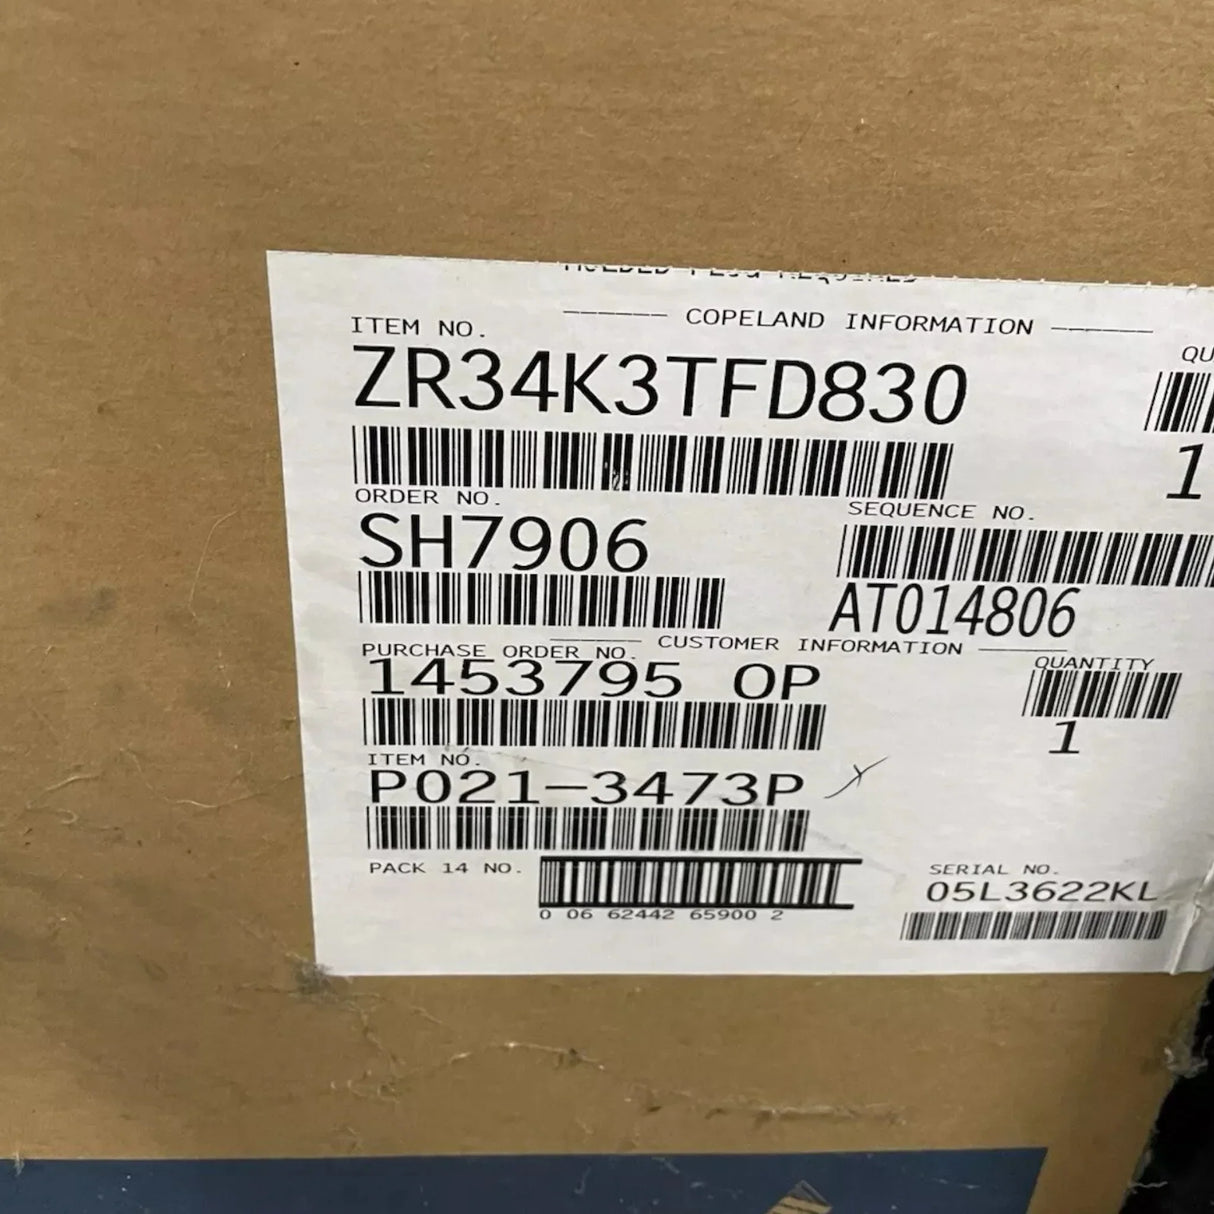 COPELAND INFORMATION
ITEM NO.
ZR34K3TFD830
QU
1
ORDER NO.
SH7906
SEQUENCE NO.
AT014806
CUSTOMER INFORMATION
PURCHASE ORDER NO.
1453795 OP
QUANTITY
1
ITEM NO.
P021-3473P
PACK 14 NO.
0 06 62442 65900 2
SERIAL NO.
05L3622KL